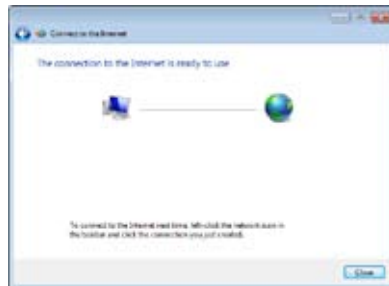 Connect to the Internet
The connection to the Internet is ready to use
To connect to the Internet next time, left-click the network icon in
the taskbar and click the connection you just created.
Close